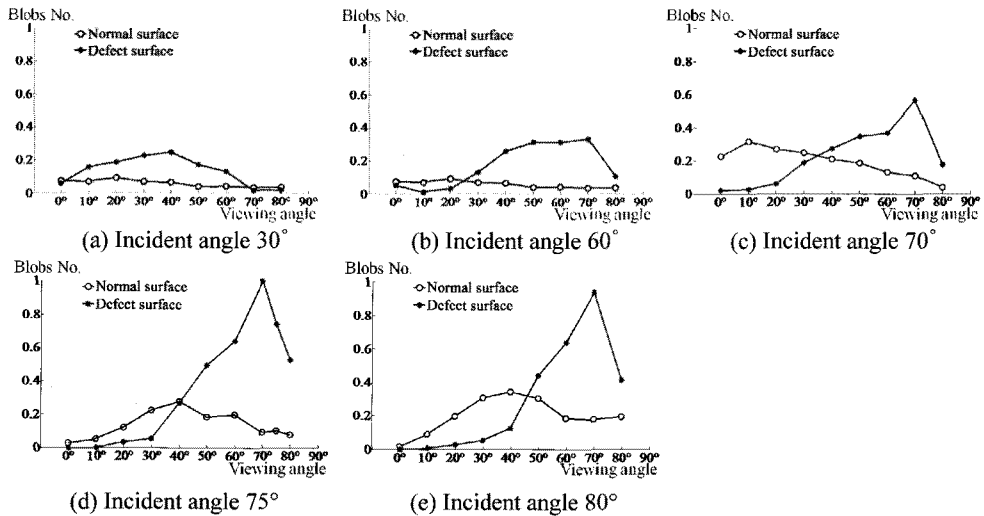 Blobs No.
1
0.8
0.6
0.4
0.2
0
Normal surface
Defect surface
0° 10° 20° 30° 40° 50° 60° 70° 80° 90°
Viewing angle
(a) Incident angle 30°
Blobs No.
1
0.8
0.6
0.4
0.2
0
Normal surface
Defect surface
0° 10° 20° 30° 40° 50° 60° 70° 80° 90°
Viewing angle
(b) Incident angle 60°
Blobs No.
1
0.8
0.6
0.4
0.2
0
Normal surface
Defect surface
0° 10° 20° 30° 40° 50° 60° 70° 80° 90°
Viewing angle
(c) Incident angle 70°
Blobs No.
1
0.8
0.6
0.4
0.2
0
Normal surface
Defect surface
0° 10° 20° 30° 40° 50° 60° 70° 80° 90°
Viewing angle
(d) Incident angle 75°
Blobs No.
1
0.8
0.6
0.4
0.2
0
Normal surface
Defect surface
0° 10° 20° 30° 40° 50° 60° 70° 80° 90°
Viewing angle
(e) Incident angle 80°